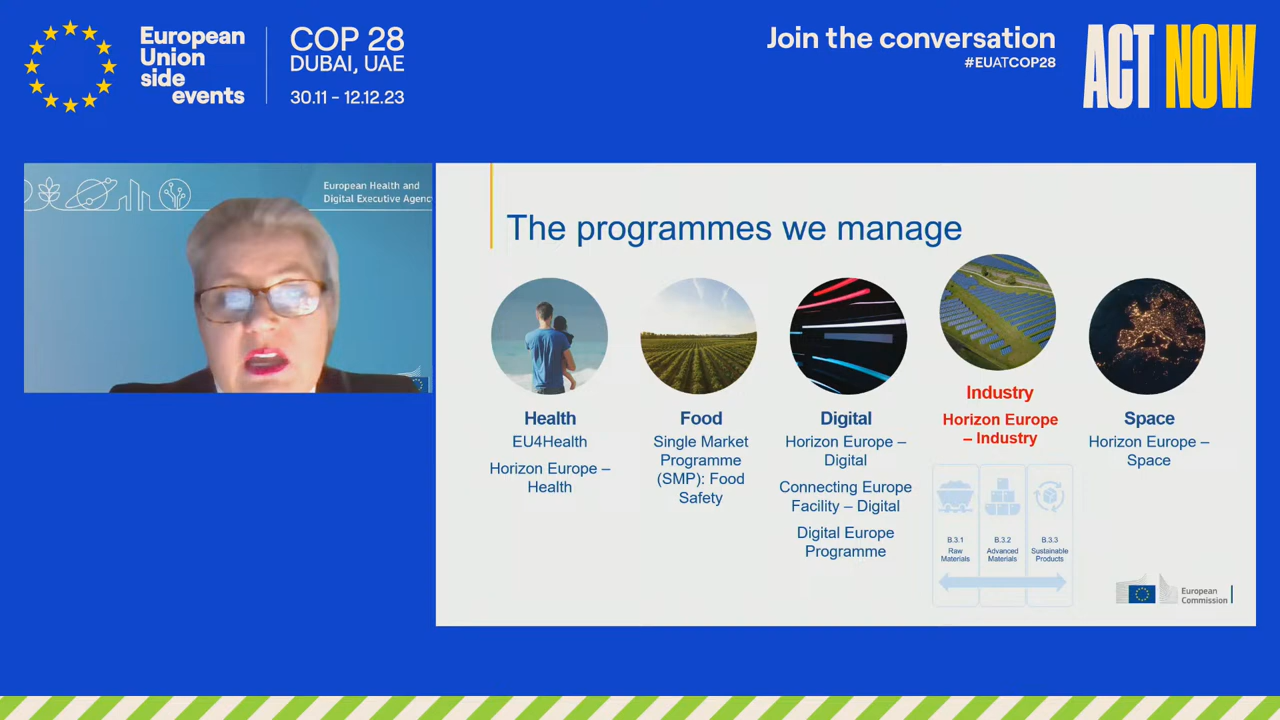 European
Union
side
events
COP 28
DUBAI, UAE
30.11 – 12.12.23
Join the conversation
#EUATCOP28
ACT NOW
European Health and
Digital Executive Agenc
The programmes we manage
Health
EU4Health
Horizon Europe –
Health
Food
Single Market
Programme
(SMP): Food
Safety
Digital
Horizon Europe –
Digital
Connecting Europe
Facility – Digital
Digital Europe
Programme
Industry
Horizon Europe
– Industry
B.3.1
Raw
Materials
B.3.2
Advanced
Materials
B.3.3
Sustainable
Products
Space
Horizon Europe –
Space
European
Commission